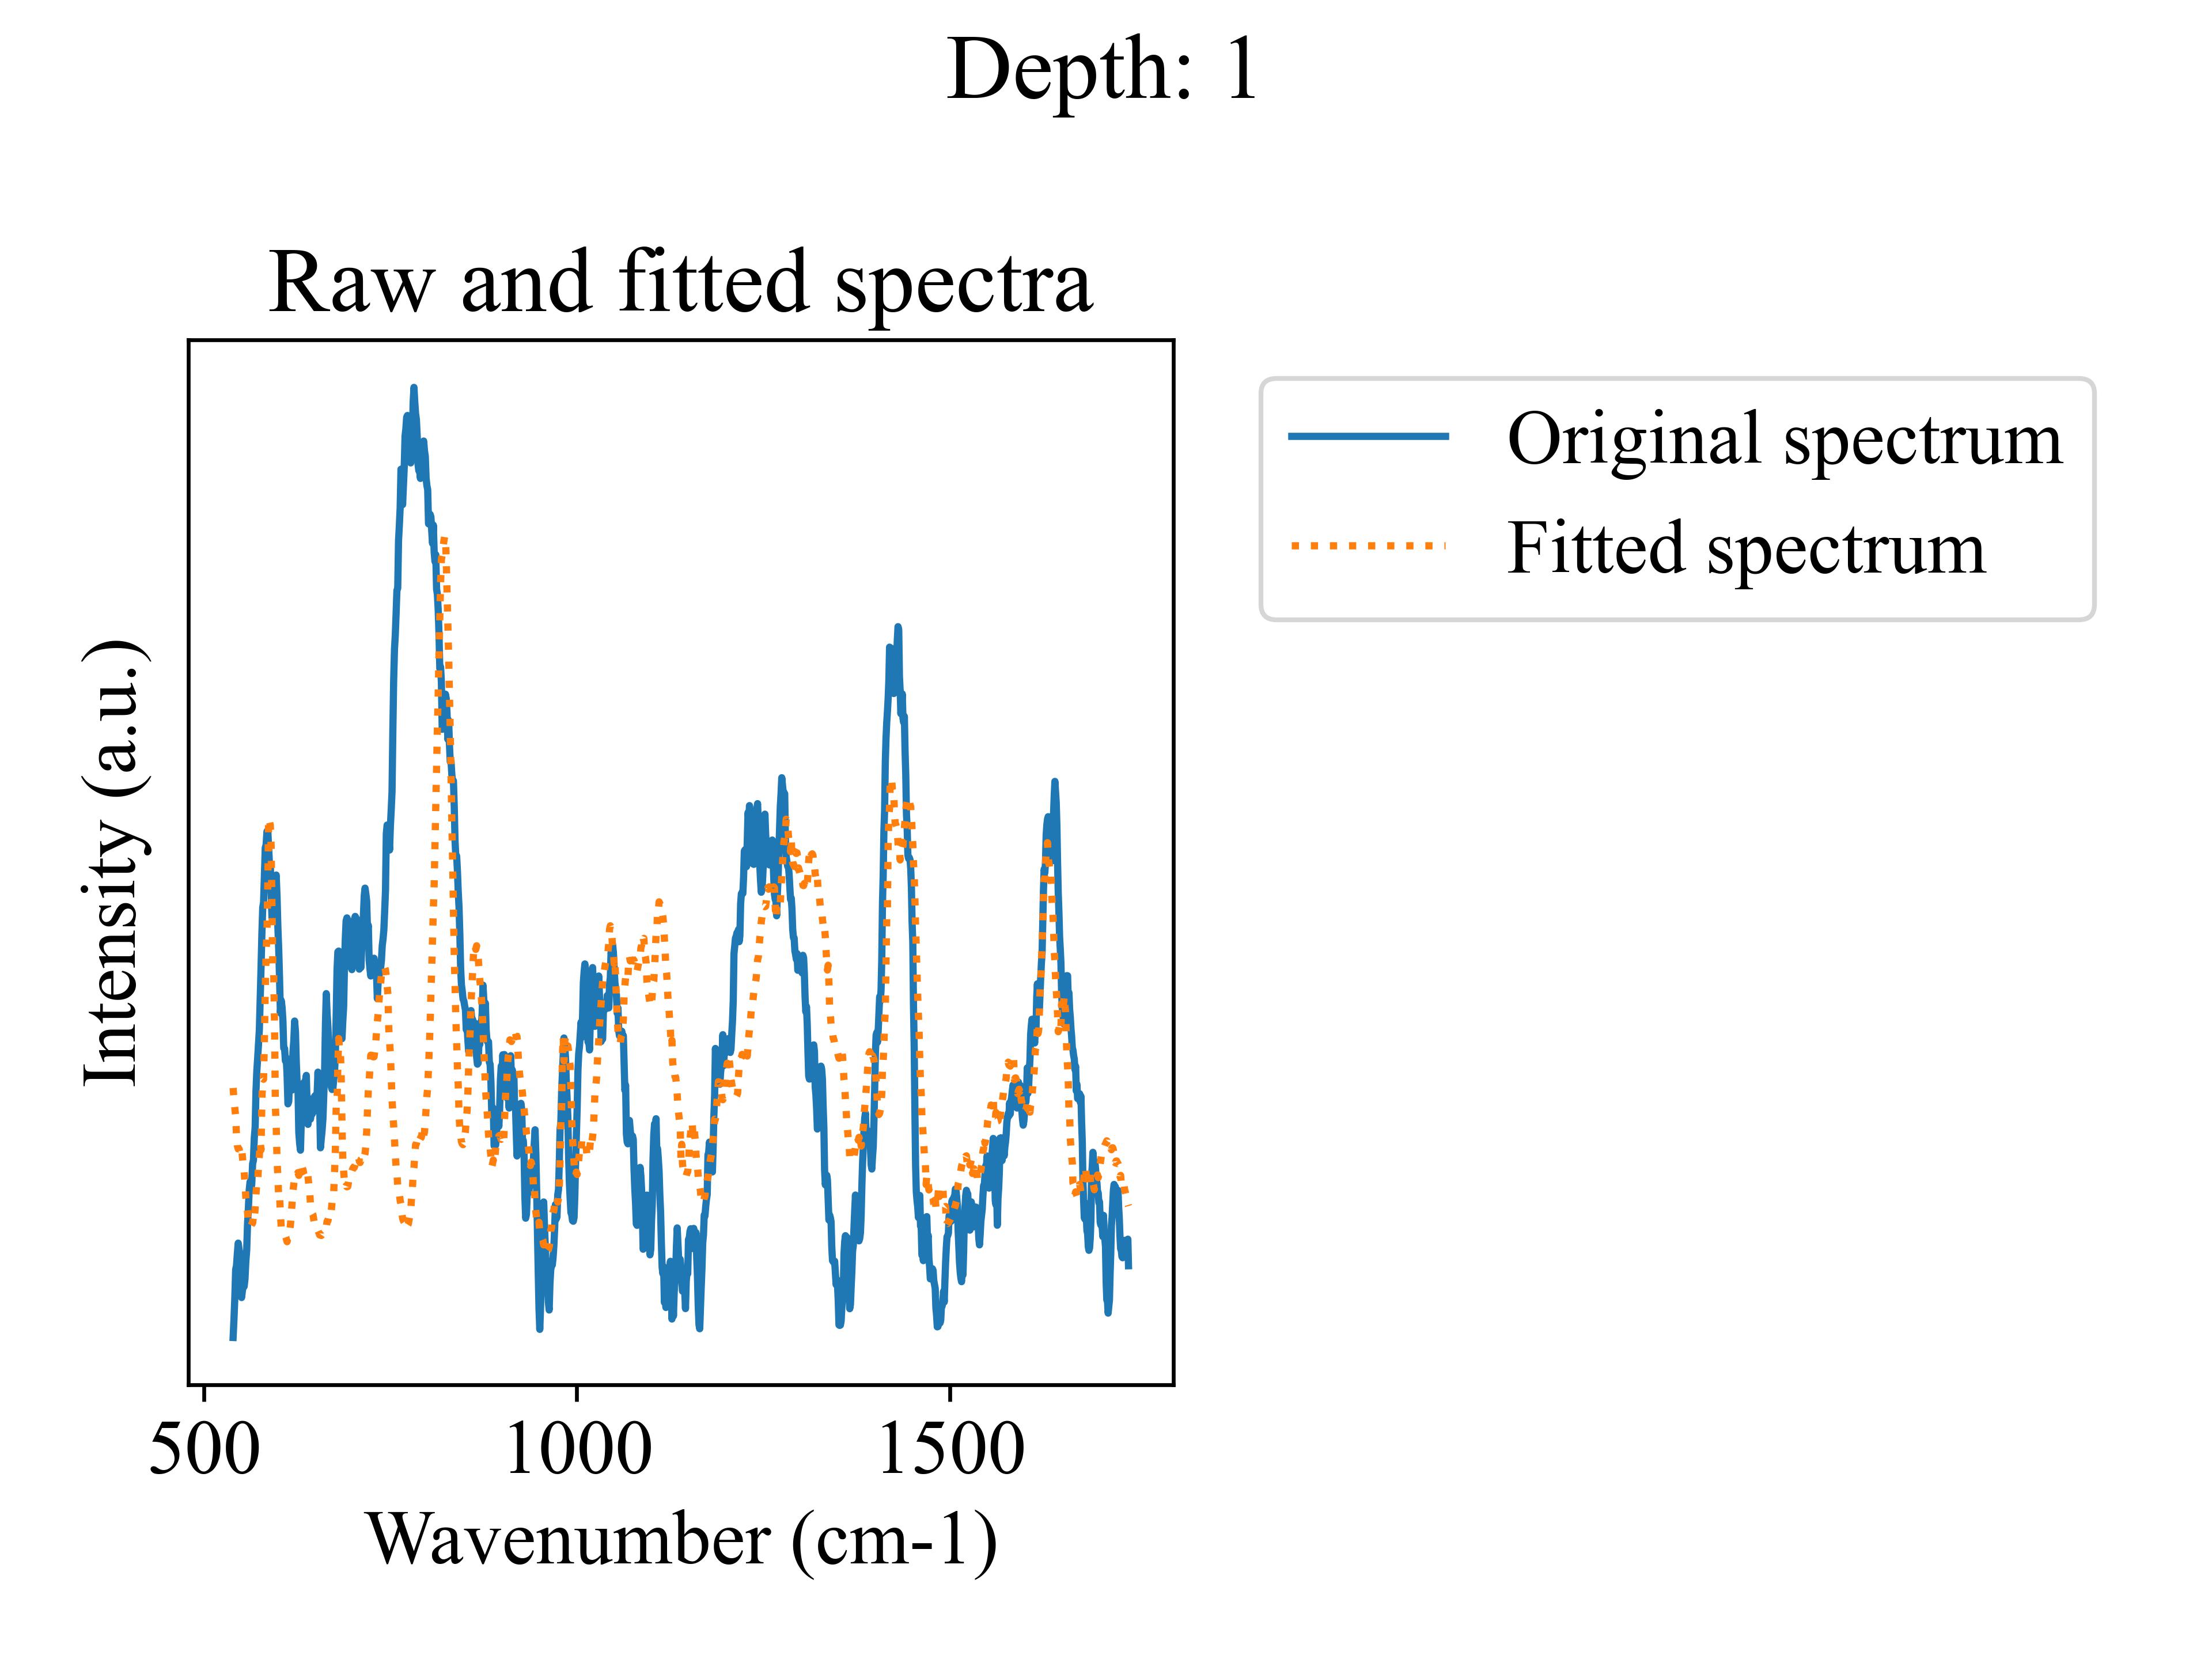 Depth: 1
Raw and fitted spectra
Original spectrum
Fitted spectrum
Intensity (a.u.)
500 1000 1500
Wavenumber (cm-1)